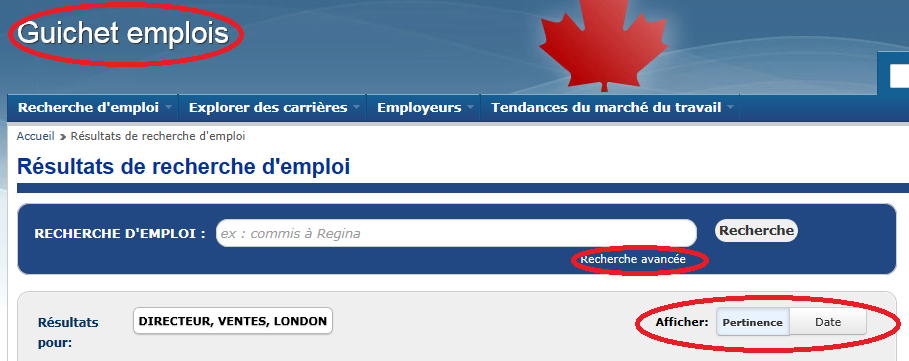 Guichet emplois
Recherche d'emploi Explorer des carrières Employeurs Tendances du marché du travail
Accueil » Résultats de recherche d'emploi
Résultats de recherche d'emploi
RECHERCHE D'EMPLOI : ex : commis à Regina Recherche
Recherche avancée
Résultats pour: DIRECTEUR, VENTES, LONDON Afficher: Pertinence Date